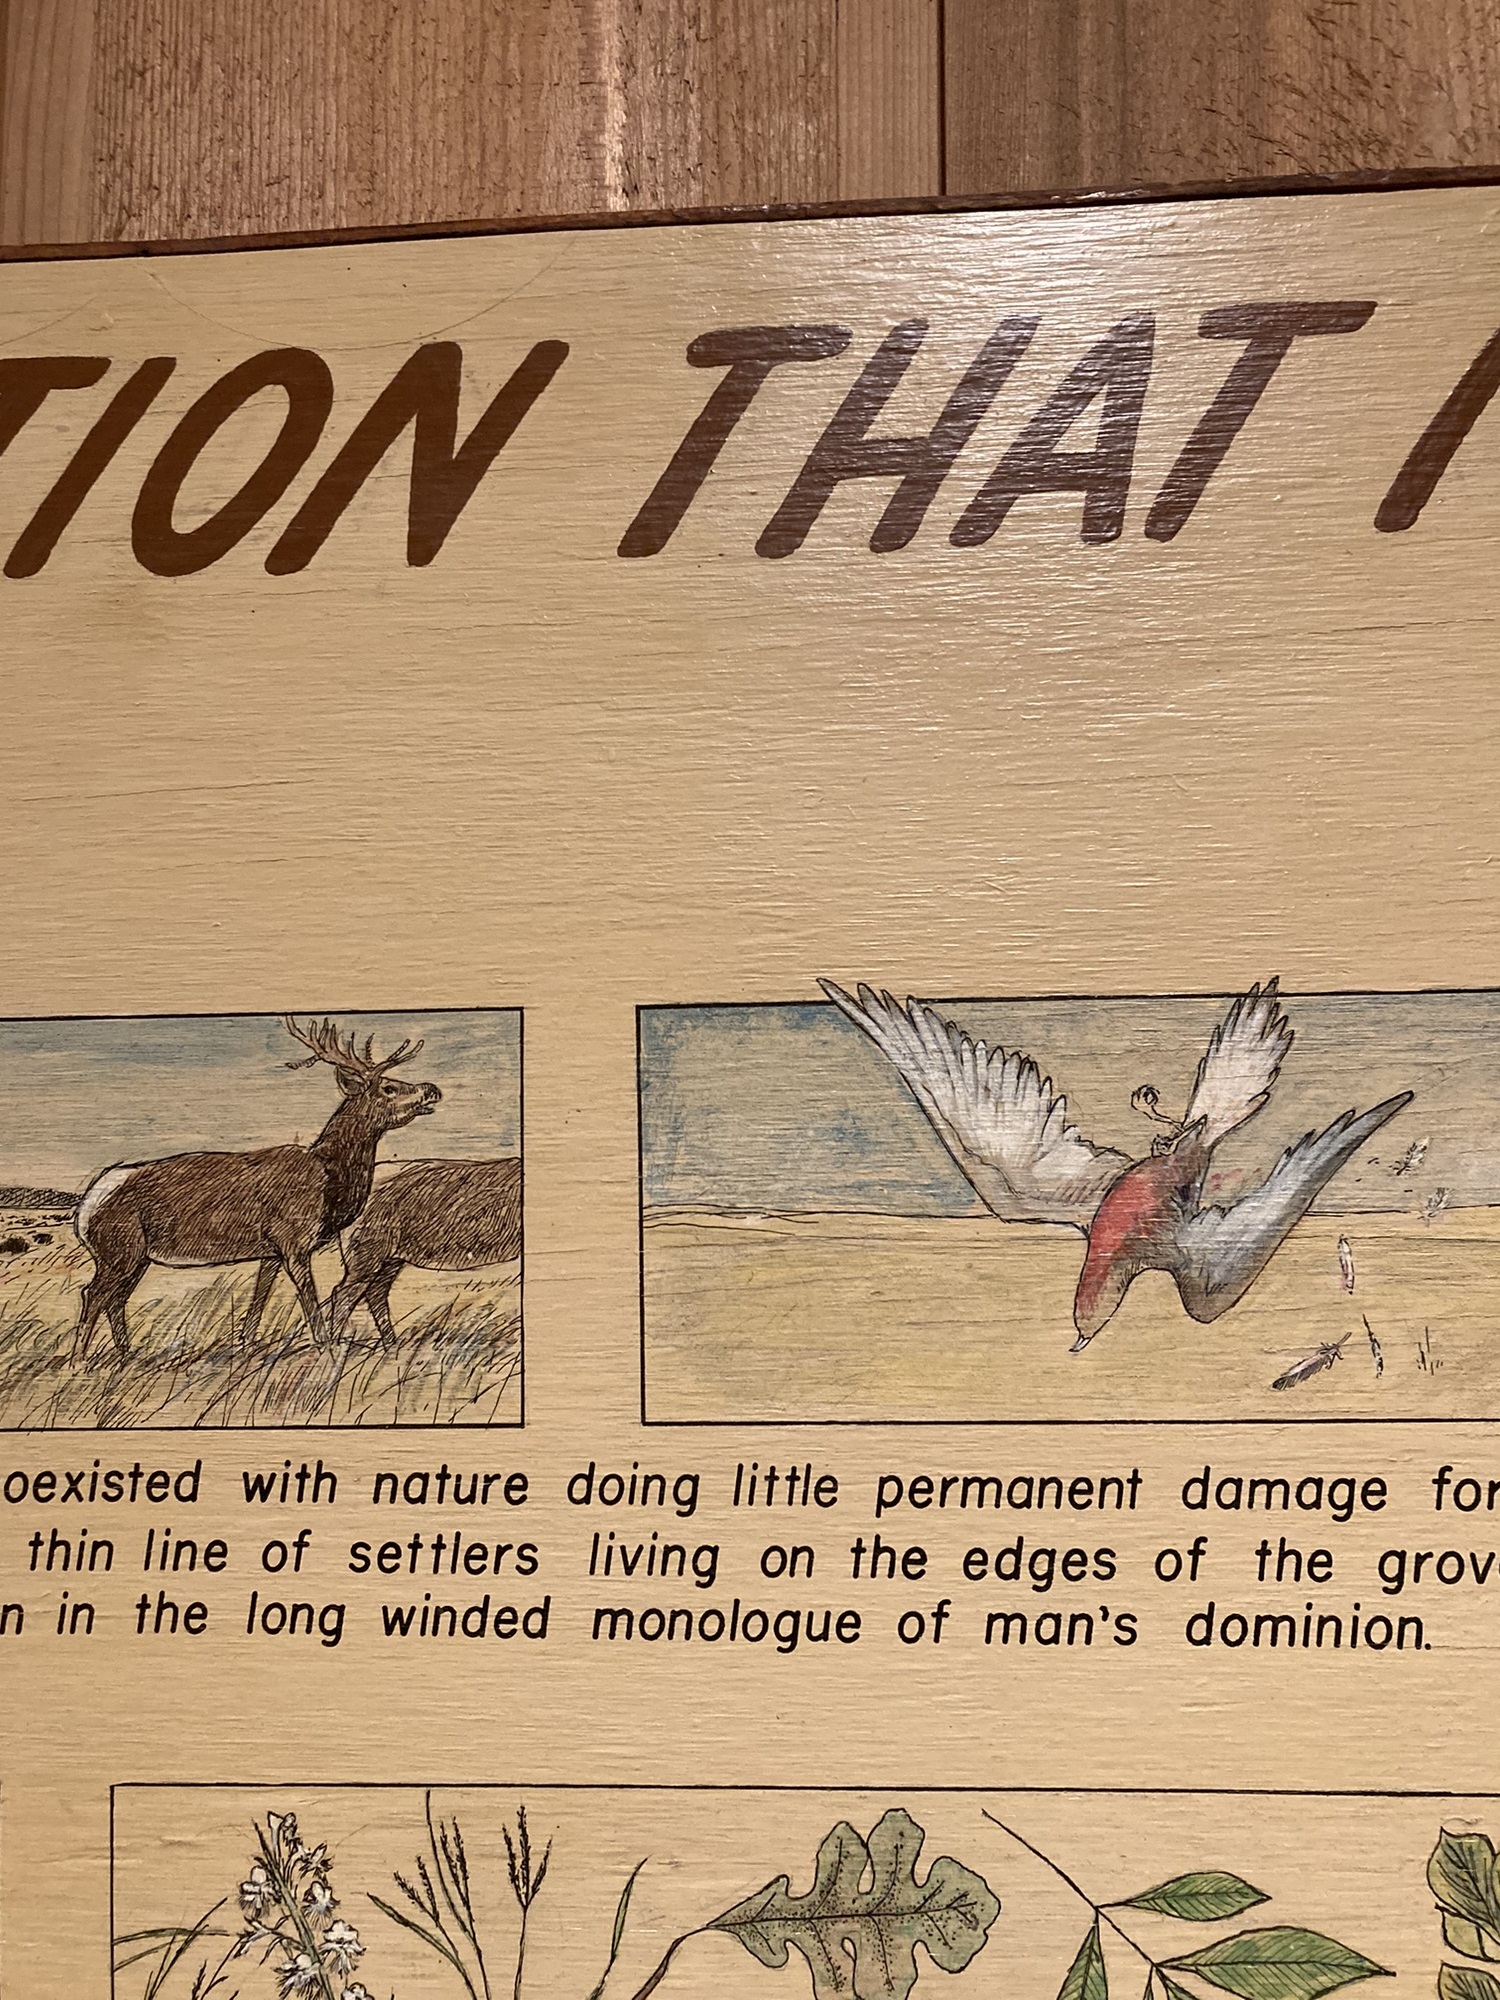 TION THAT
oexisted with nature doing little permanent damage for
thin line of settlers living on the edges of the grov
n in the long winded monologue of man's dominion.